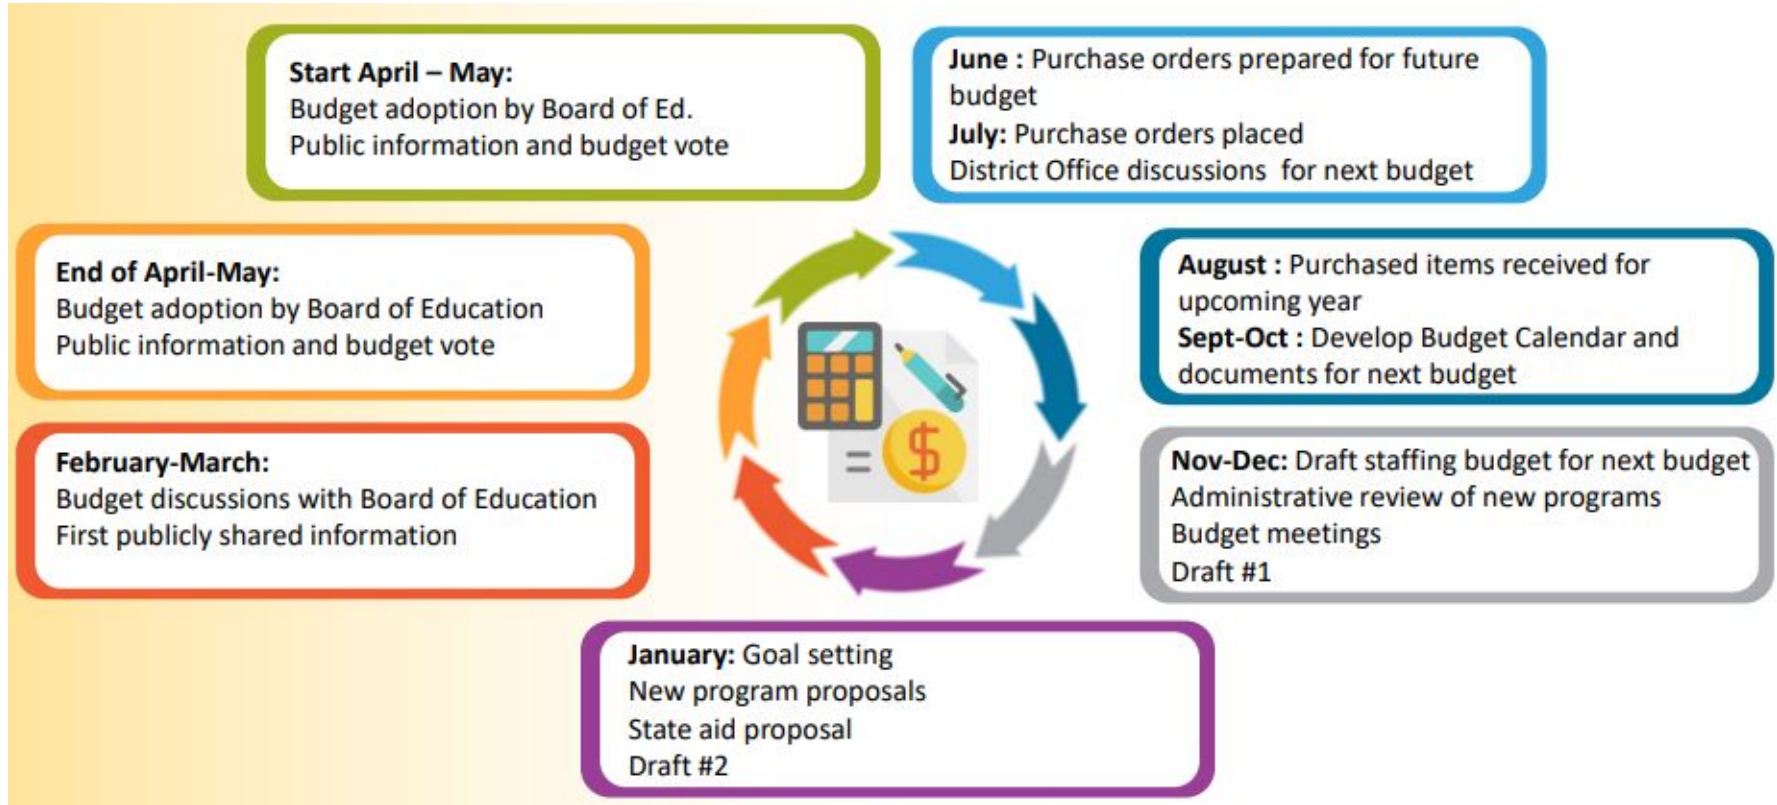 Start April – May:
Budget adoption by Board of Ed.
Public information and budget vote
June : Purchase orders prepared for future
budget
July: Purchase orders placed
District Office discussions  for next budget
August : Purchased items received for
upcoming year
Sept-Oct : Develop Budget Calendar and
documents for next budget
Nov-Dec: Draft staffing budget for next budget
Administrative review of new programs
Budget meetings
Draft #1
January: Goal setting
New program proposals
State aid proposal
Draft #2
February-March:
Budget discussions with Board of Education
First publicly shared information
End of April-May:
Budget adoption by Board of Education
Public information and budget vote
=
$